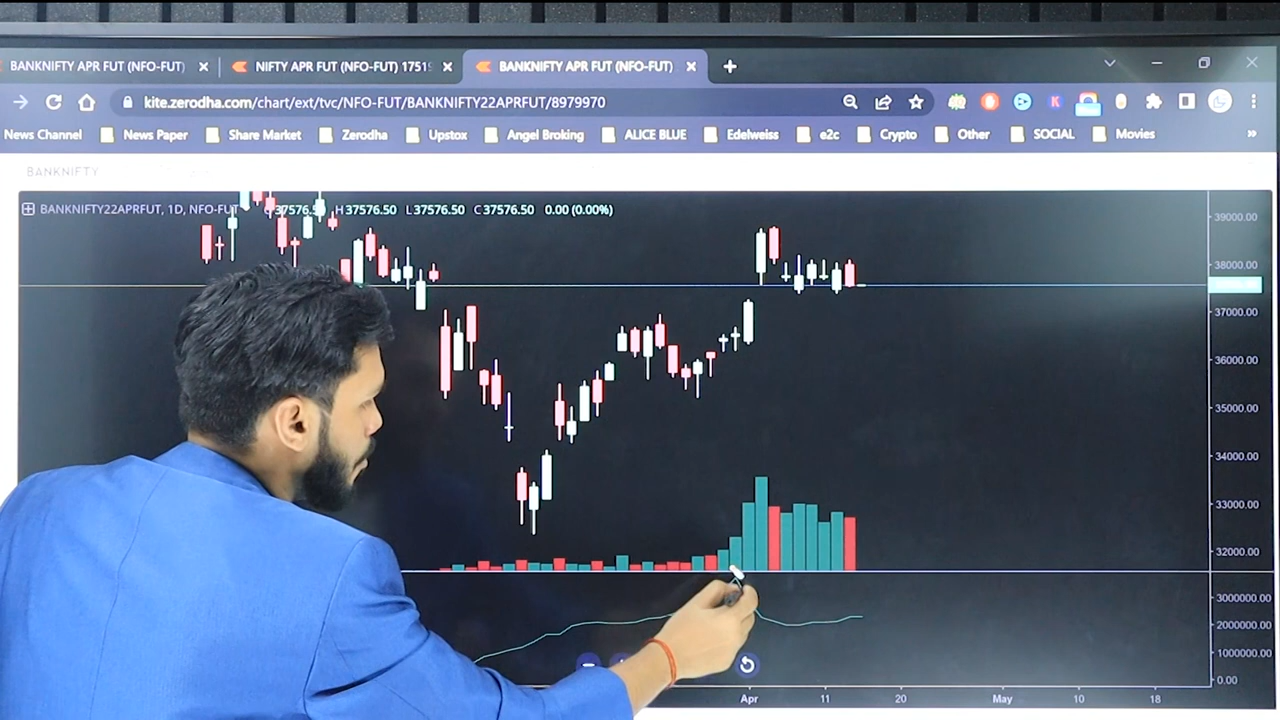 BANKNIFTY APR FUT (NFO-FUT)
NIFTY APR FUT (NFO-FUT) 1751
BANKNIFTY APR FUT (NFO-FUT)
kite.zerodha.com/chart/ext/tvc/NFO-FUT/BANKNIFTY22APRFUT/8979970
News Channel News Paper Share Market Zerodha Upstox Angel Broking ALICE BLUE Edelweiss e2c Crypto Other SOCIAL Movies »
BANKNIFTY
BANKNIFTY22APRFUT, 1D, NFO-FUT 37576.50 H37576.50 L37576.50 C37576.50 0.00 (0.00%)
39000.00
38000.00
37000.00
36000.00
35000.00
34000.00
33000.00
32000.00
3000000.00
2000000.00
1000000.00
0.00
Apr 11 20 May 10 18